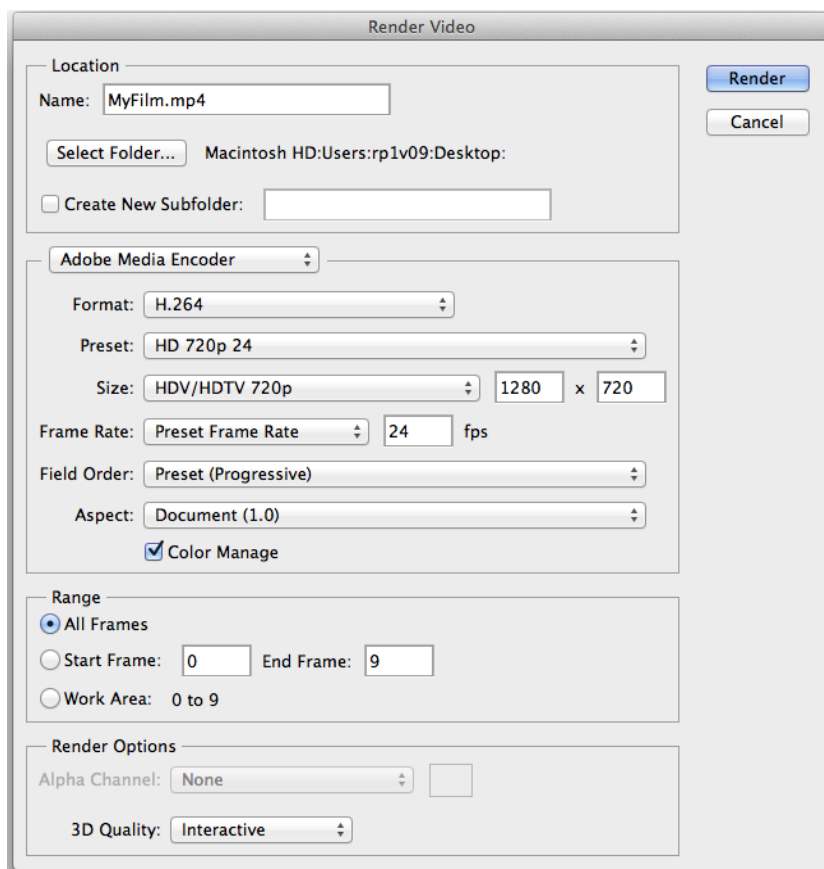 Render Video
Location
Name: MyFilm.mp4
Render
Cancel
Select Folder... Macintosh HD:Users:rp1v09:Desktop:
Create New Subfolder:
Adobe Media Encoder
Format: H.264
Preset: HD 720p 24
Size: HDV/HDTV 720p 1280 x 720
Frame Rate: Preset Frame Rate 24 fps
Field Order: Preset (Progressive)
Aspect: Document (1.0)
Color Manage
Range
All Frames
Start Frame: 0 End Frame: 9
Work Area: 0 to 9
Render Options
Alpha Channel: None
3D Quality: Interactive